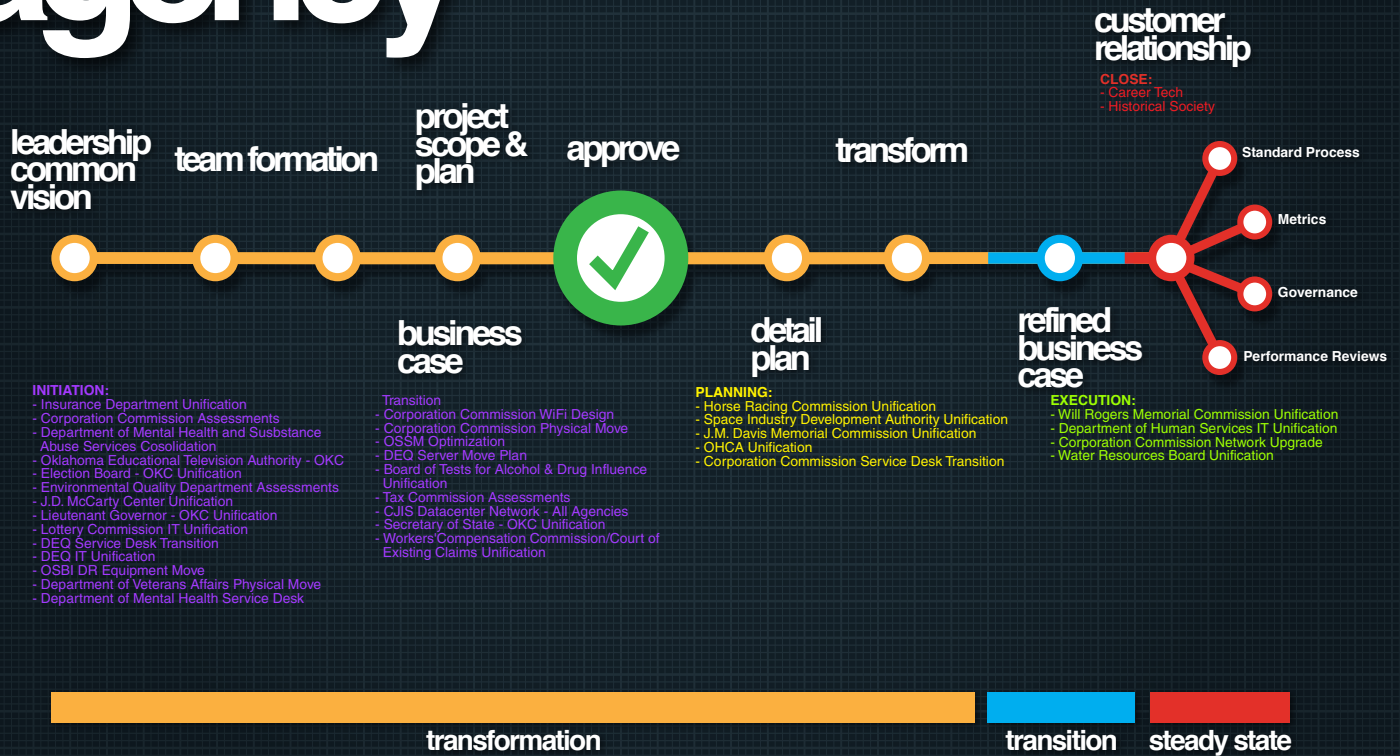 agency
customer
relationship
CLOSE:
- Career Tech
- Historical Society
leadership
common
vision
team formation
project
scope &
plan
approve
transform
Standard Process
Metrics
Governance
Performance Reviews
business
case
detail
plan
refined
business
case
INITIATION:
- Insurance Department Unification
- Corporation Commission Assessments
- Department of Mental Health and Susbstance
Abuse Services Cosolidation
- Oklahoma Educational Television Authority - OKC
- Election Board - OKC Unification
- Environmental Quality Department Assessments
- J.D. McCarty Center Unification
- Lieutenant Governor - OKC Unification
- Lottery Commission IT Unification
- DEQ Service Desk Transition
- DEQ IT Unification
- OSBI DR Equipment Move
- Department of Veterans Affairs Physical Move
- Department of Mental Health Service Desk
Transition
- Corporation Commission WiFi Design
- Corporation Commission Physical Move
- OSSM Optimization
- DEQ Server Move Plan
- Board of Tests for Alcohol & Drug Influence
Unification
- Tax Commission Assessments
- CJIS Datacenter Network - All Agencies
- Secretary of State - OKC Unification
- Workers'Compensation Commission/Court of
Existing Claims Unification
PLANNING:
- Horse Racing Commission Unification
- Space Industry Development Authority Unification
- J.M. Davis Memorial Commission Unification
- OHCA Unification
- Corporation Commission Service Desk Transition
EXECUTION:
- Will Rogers Memorial Commission Unification
- Department of Human Services IT Unification
- Corporation Commission Network Upgrade
- Water Resources Board Unification
transformation
transition
steady state